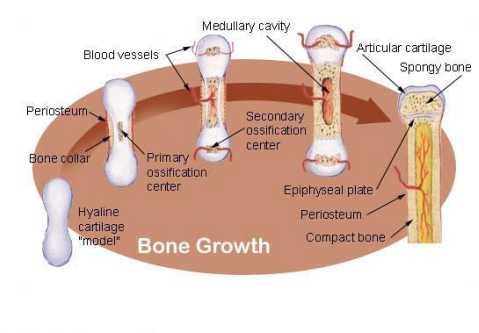 Medullary cavity
Blood vessels
Articular cartilage
Spongy bone
Periosteum
Secondary
ossification
center
Bone collar
Primary
ossification
center
Epiphyseal plate
Hyaline
cartilage
"model"
Periosteum
Compact bone
Bone Growth